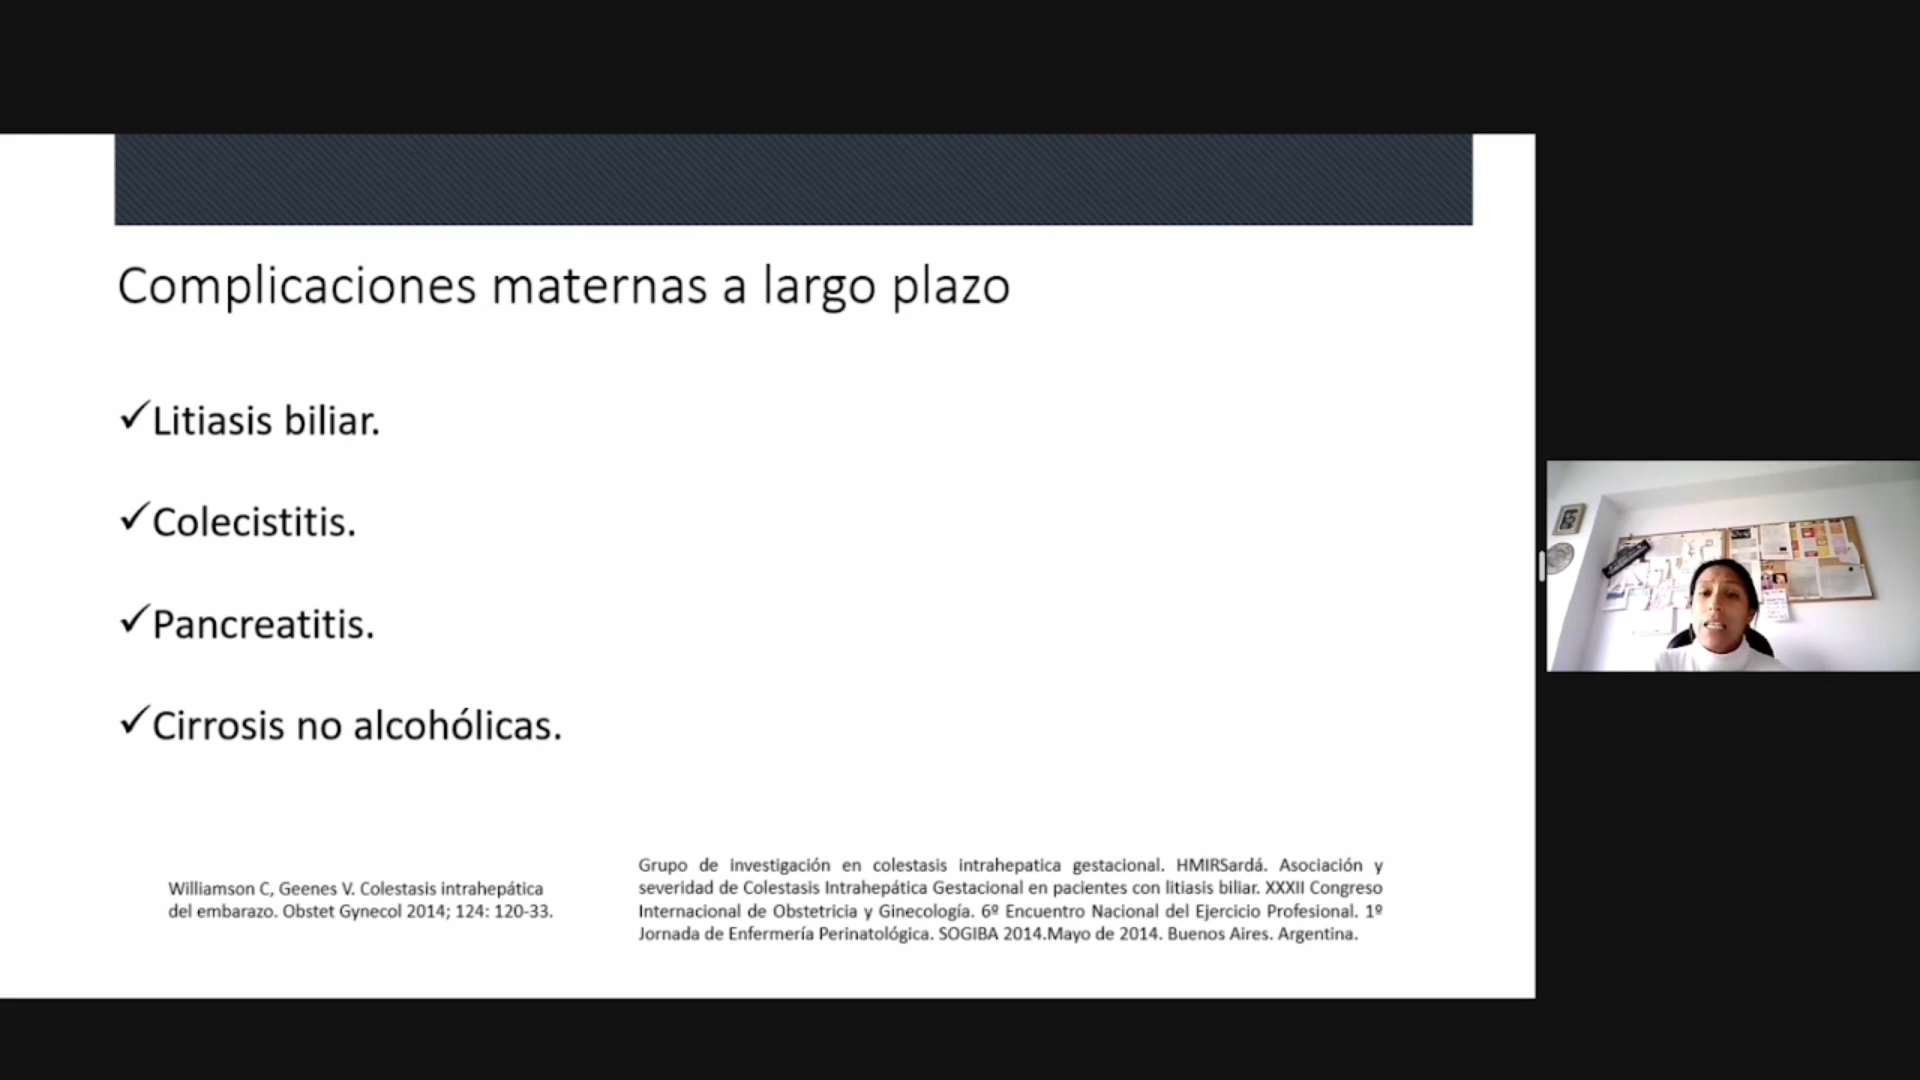 Complicaciones maternas a largo plazo
✓Litiasis biliar.
✓Colecistitis.
✓Pancreatitis.
✓Cirrosis no alcohólicas.
Williamson C, Geenes V. Colestasis intrahepática
del embarazo. Obstet Gynecol 2014; 124: 120-33.
Grupo de investigación en colestasis intrahepatica gestacional. HMIRSardá. Asociación y
severidad de Colestasis Intrahepática Gestacional en pacientes con litiasis biliar. XXXII Congreso
Internacional de Obstetricia y Ginecología. 6º Encuentro Nacional del Ejercicio Profesional. 1º
Jornada de Enfermería Perinatológica. SOGIBA 2014.Mayo de 2014. Buenos Aires. Argentina.